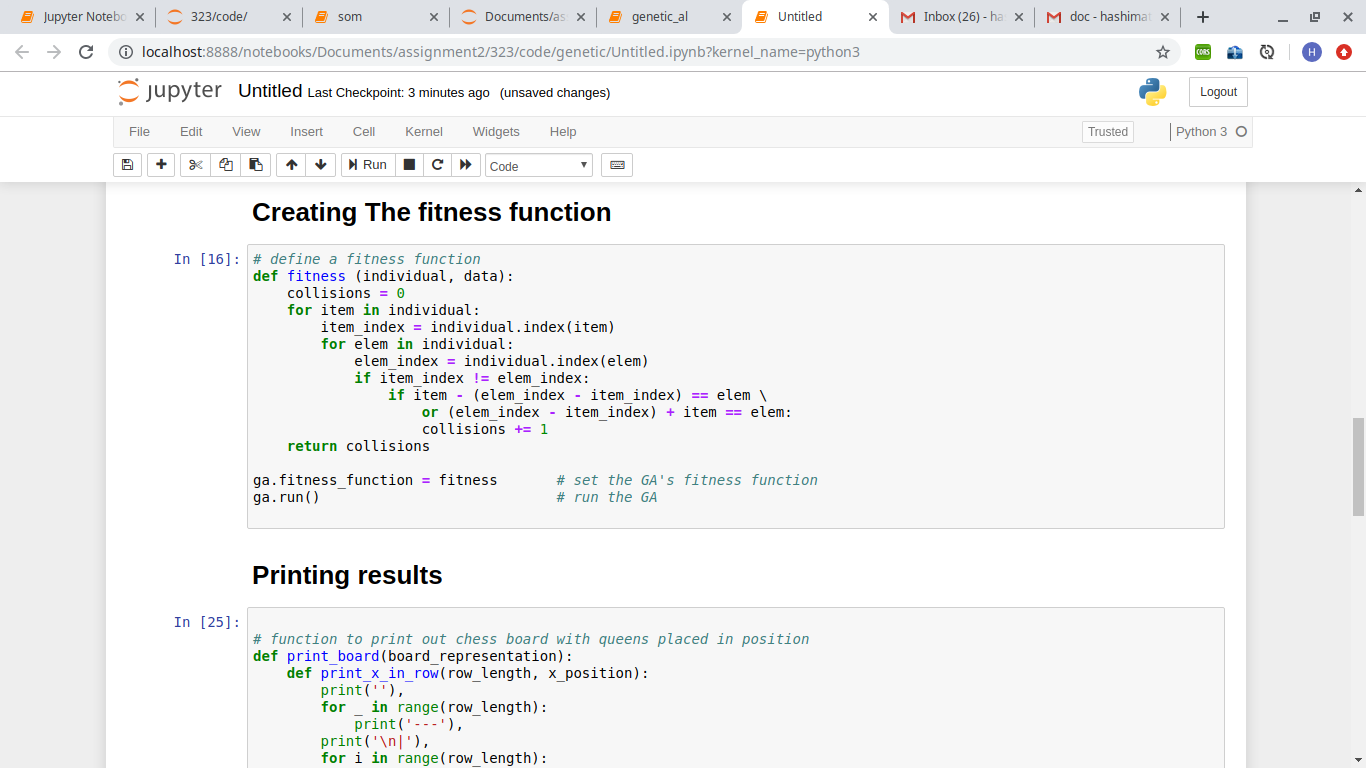 Jupyter Notebo
323/code/
som
Documents/as
genetic_al
Untitled
Inbox (26) - ha
doc - hashimat
localhost:8888/notebooks/Documents/assignment2/323/code/genetic/Untitled.ipynb?kernel_name=python3
CORS
H
jupyter Untitled Last Checkpoint: 3 minutes ago (unsaved changes)
Logout
File Edit View Insert Cell Kernel Widgets Help
Trusted
Python 3
Run
Code
Creating The fitness function
In [16]:
# define a fitness function
def fitness (individual, data):
    collisions = 0
    for item in individual:
        item_index = individual.index(item)
        for elem in individual:
            elem_index = individual.index(elem)
            if item_index != elem_index:
                if item - (elem_index - item_index) == elem \
                    or (elem_index - item_index) + item == elem:
                    collisions += 1
    return collisions
ga.fitness_function = fitness       # set the GA's fitness function
ga.run()                            # run the GA
Printing results
In [25]:
# function to print out chess board with queens placed in position
def print_board(board_representation):
    def print_x_in_row(row_length, x_position):
        print(''),
        for _ in range(row_length):
            print('---'),
        print('\n|'),
        for i in range(row_length):